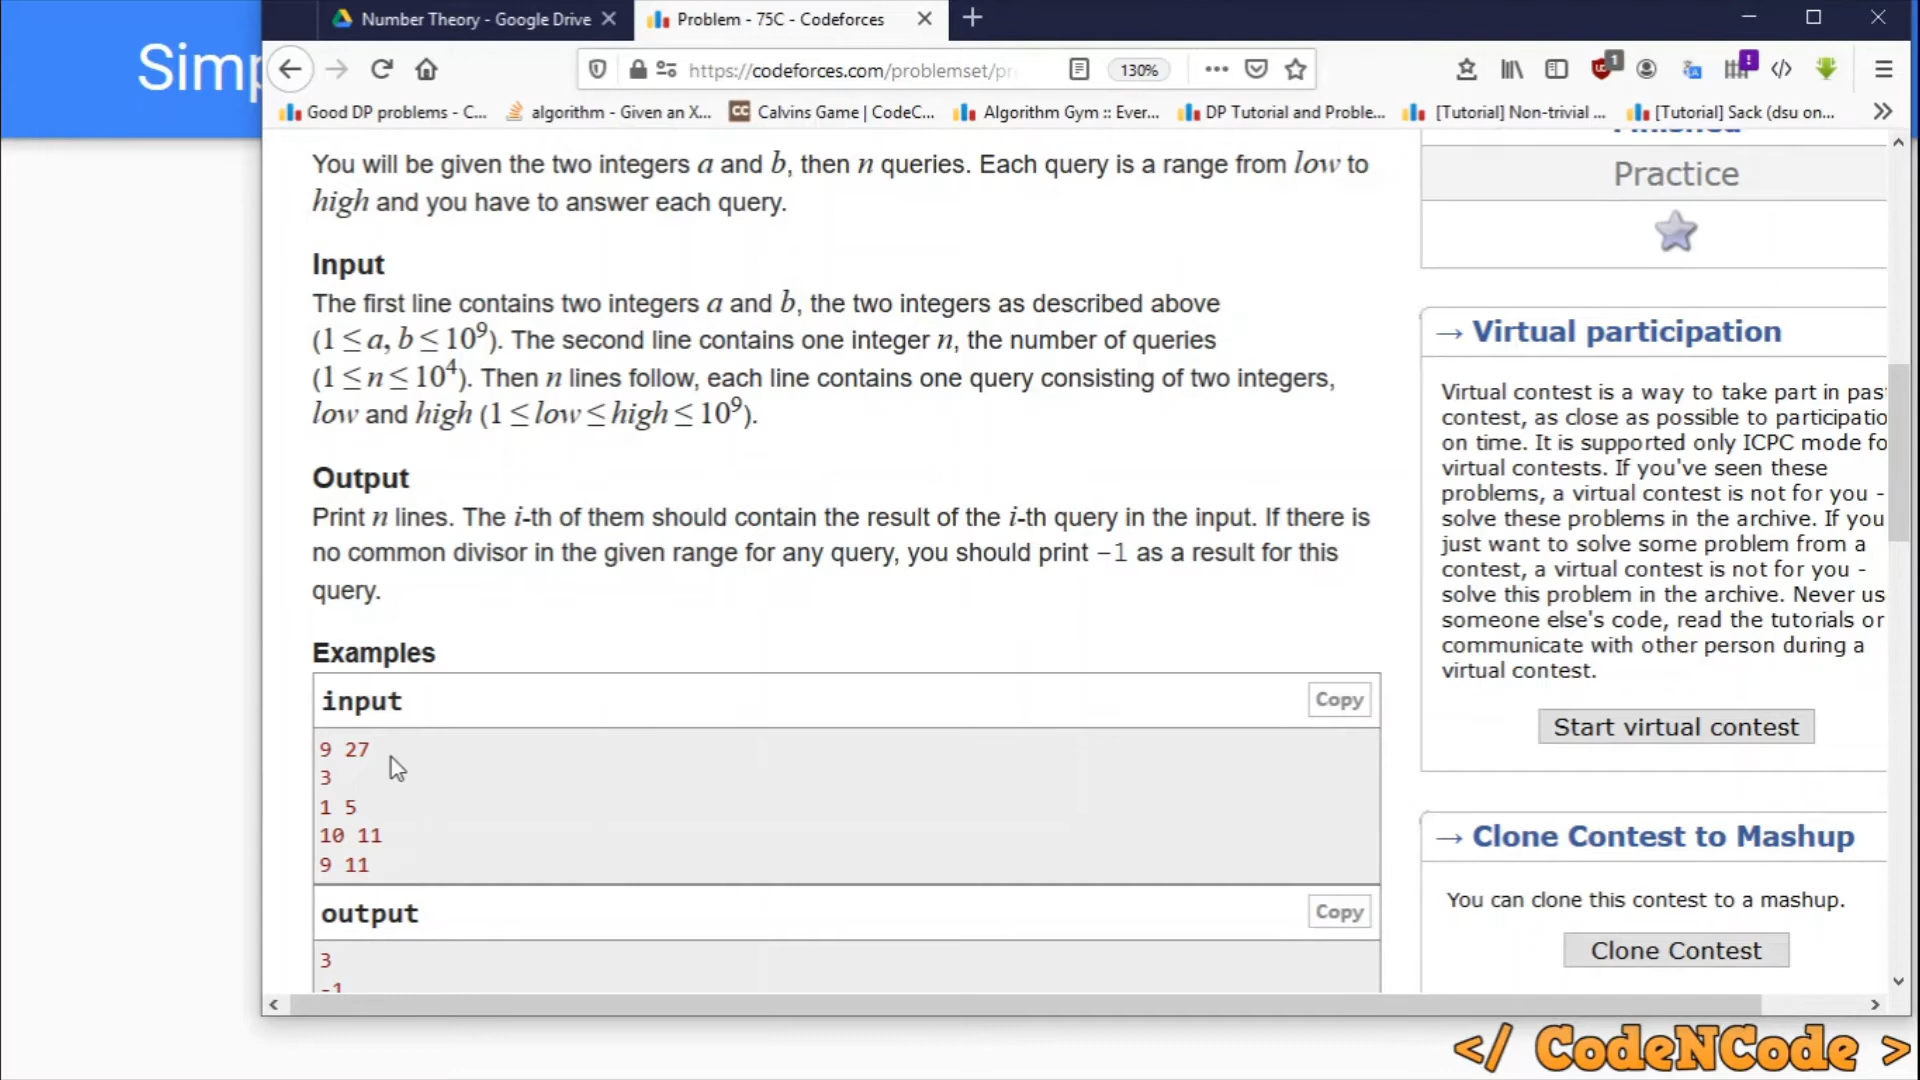 Simp
Number Theory - Google Drive
Problem - 75C - Codeforces
https://codeforces.com/problemset/pr
130%
1
!
Good DP problems - C...
algorithm - Given an X...
Calvins Game | CodeC...
Algorithm Gym :: Ever...
DP Tutorial and Proble...
[Tutorial] Non-trivial ...
[Tutorial] Sack (dsu on...
You will be given the two integers a and b, then n queries. Each query is a range from low to
high and you have to answer each query.
Input
The first line contains two integers a and b, the two integers as described above
(1 ≤ a, b ≤ 10⁹). The second line contains one integer n, the number of queries
(1 ≤ n ≤ 10⁴). Then n lines follow, each line contains one query consisting of two integers,
low and high (1 ≤ low ≤ high ≤ 10⁹).
Output
Print n lines. The i-th of them should contain the result of the i-th query in the input. If there is
no common divisor in the given range for any query, you should print −1 as a result for this
query.
Examples
input
Copy
9 27
3
1 5
10 11
9 11
output
Copy
3
-1
Finished
Practice
→ Virtual participation
Virtual contest is a way to take part in pas
contest, as close as possible to participatio
on time. It is supported only ICPC mode fo
virtual contests. If you've seen these
problems, a virtual contest is not for you -
solve these problems in the archive. If you
just want to solve some problem from a
contest, a virtual contest is not for you -
solve this problem in the archive. Never us
someone else's code, read the tutorials or
communicate with other person during a
virtual contest.
Start virtual contest
→ Clone Contest to Mashup
You can clone this contest to a mashup.
Clone Contest
</ CodeNCode >